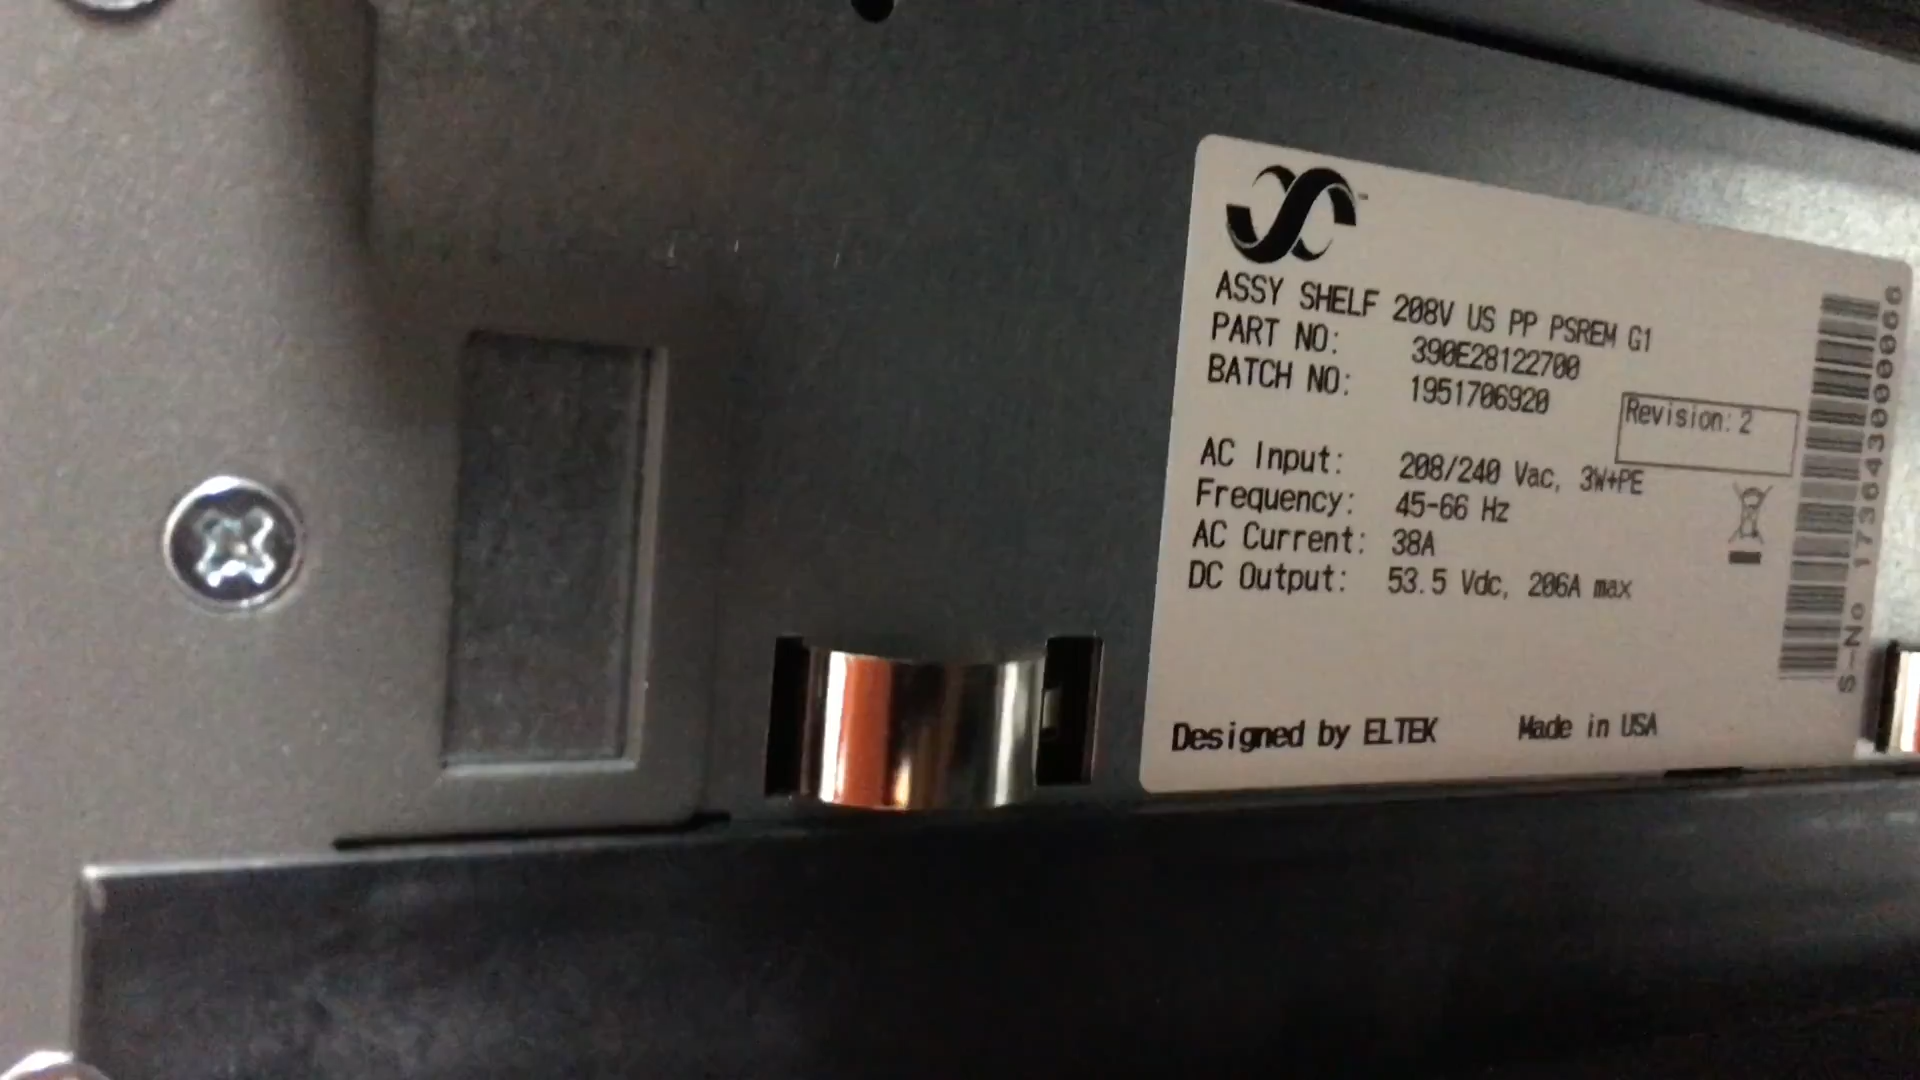 ASSY SHELF 208V US PP PSREM G1
PART NO: 390E28122700
BATCH NO: 1951706920
Revision: 2
AC Input: 208/240 Vac, 3W+PE
Frequency: 45-66 Hz
AC Current: 38A
DC Output: 53.5 Vdc, 206A max
Designed by ELTEK Made in USA
S-No 173643000066